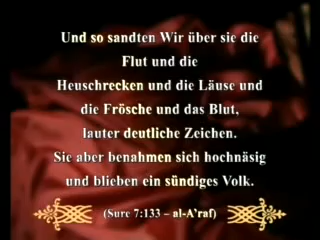 Und so sandten Wir über sie die
Flut und die
Heuschrecken und die Läuse und
die Frösche und das Blut,
lauter deutliche Zeichen.
Sie aber benahmen sich hochnäsig
und blieben ein sündiges Volk.
(Sure 7:133 – al-A'raf)